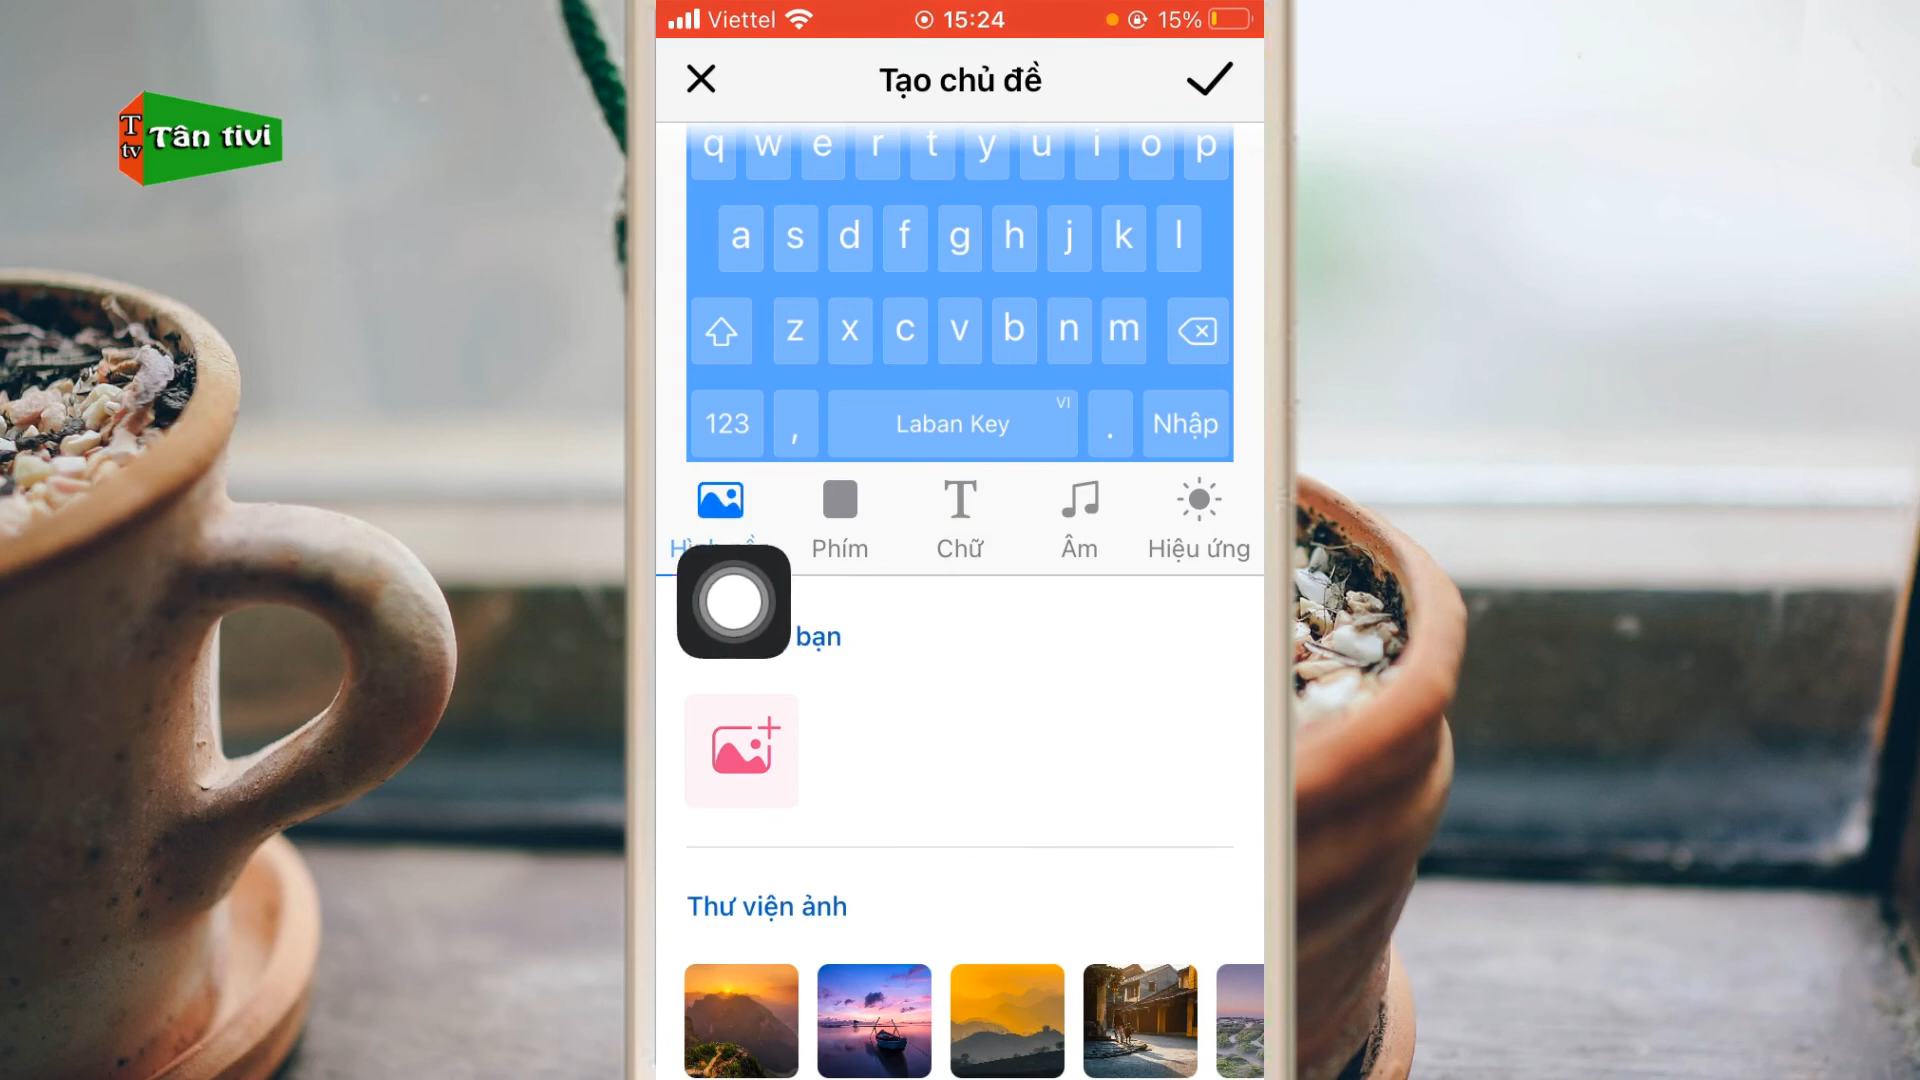 Viettel 15:24 15%
Tạo chủ đề
T
tv
Tân tivi
q w e r t y u i o p
a s d f g h j k l
z x c v b n m
123 , Laban Key VI . Nhập
Phím Chữ Âm Hiệu ứng
bạn
Thư viện ảnh